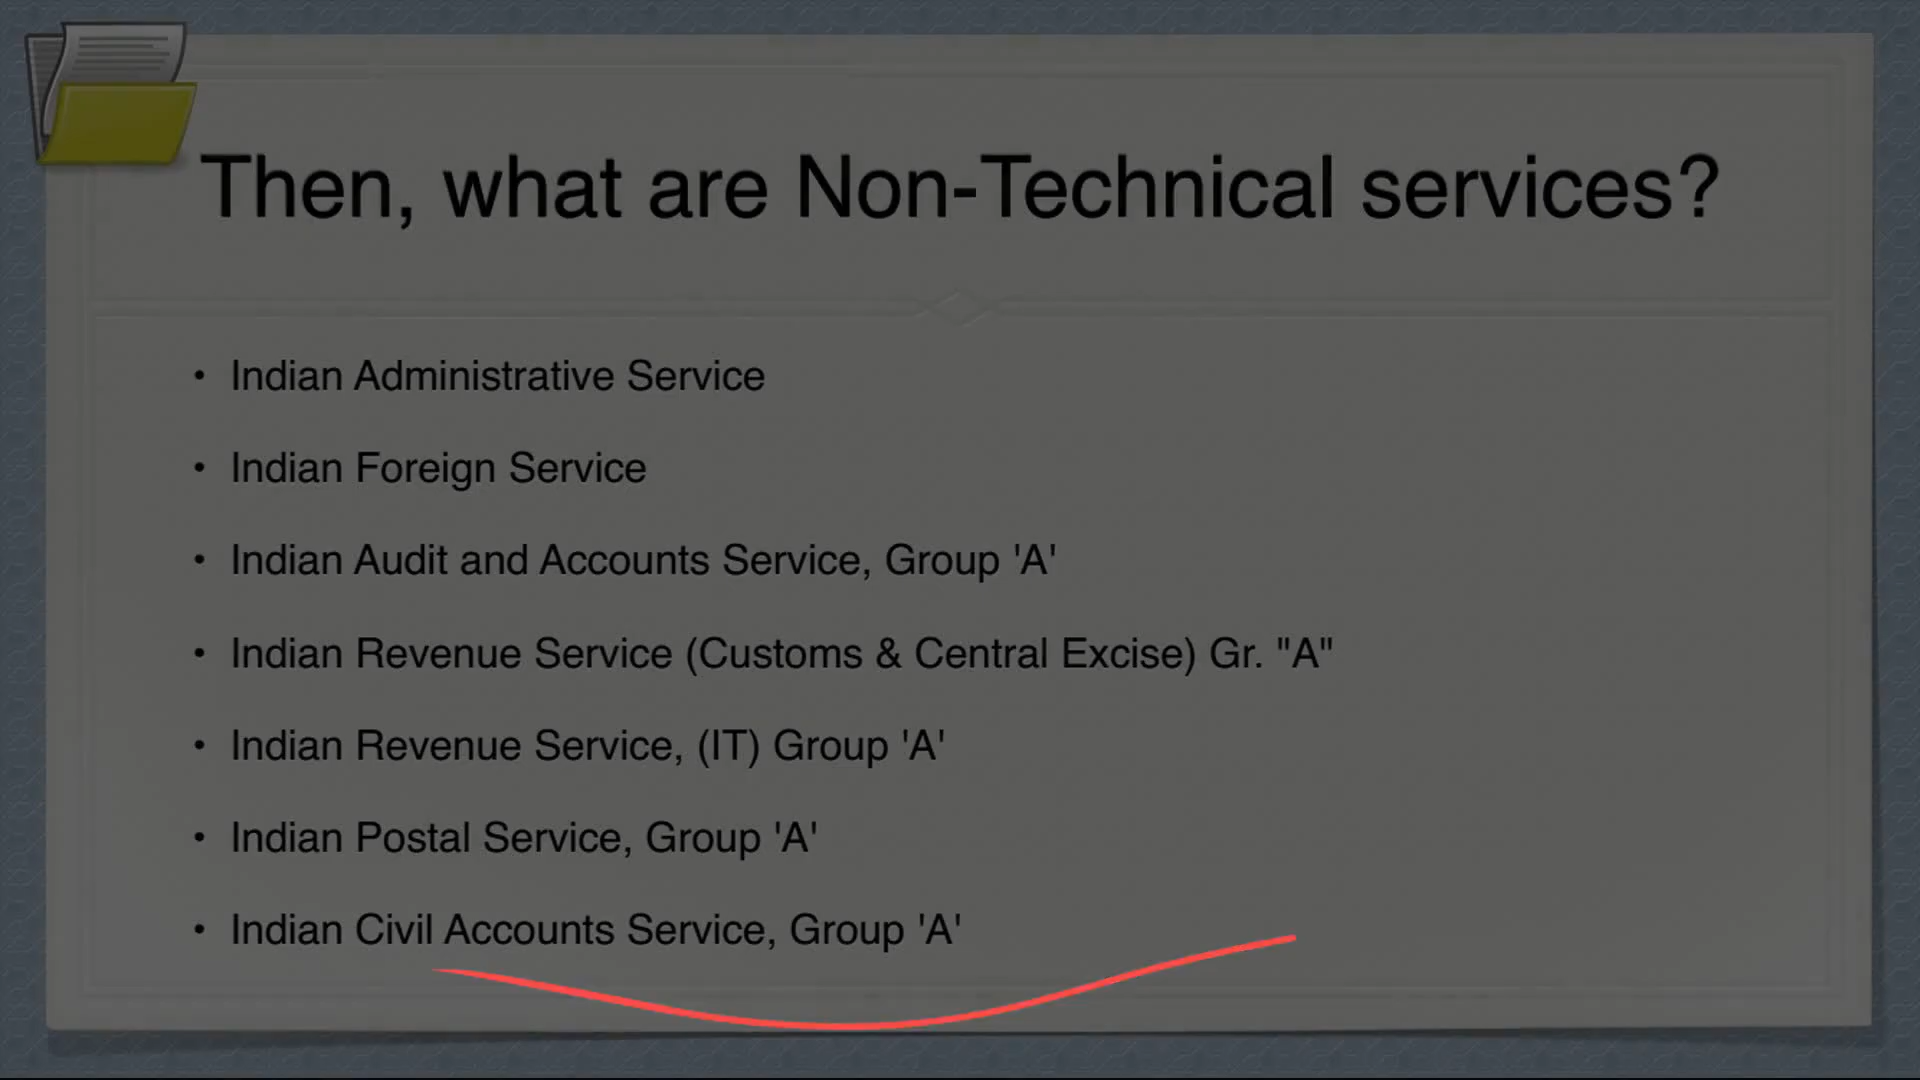 Then, what are Non-Technical services?
• Indian Administrative Service
• Indian Foreign Service
• Indian Audit and Accounts Service, Group 'A'
• Indian Revenue Service (Customs & Central Excise) Gr. "A"
• Indian Revenue Service, (IT) Group 'A'
• Indian Postal Service, Group 'A'
• Indian Civil Accounts Service, Group 'A'